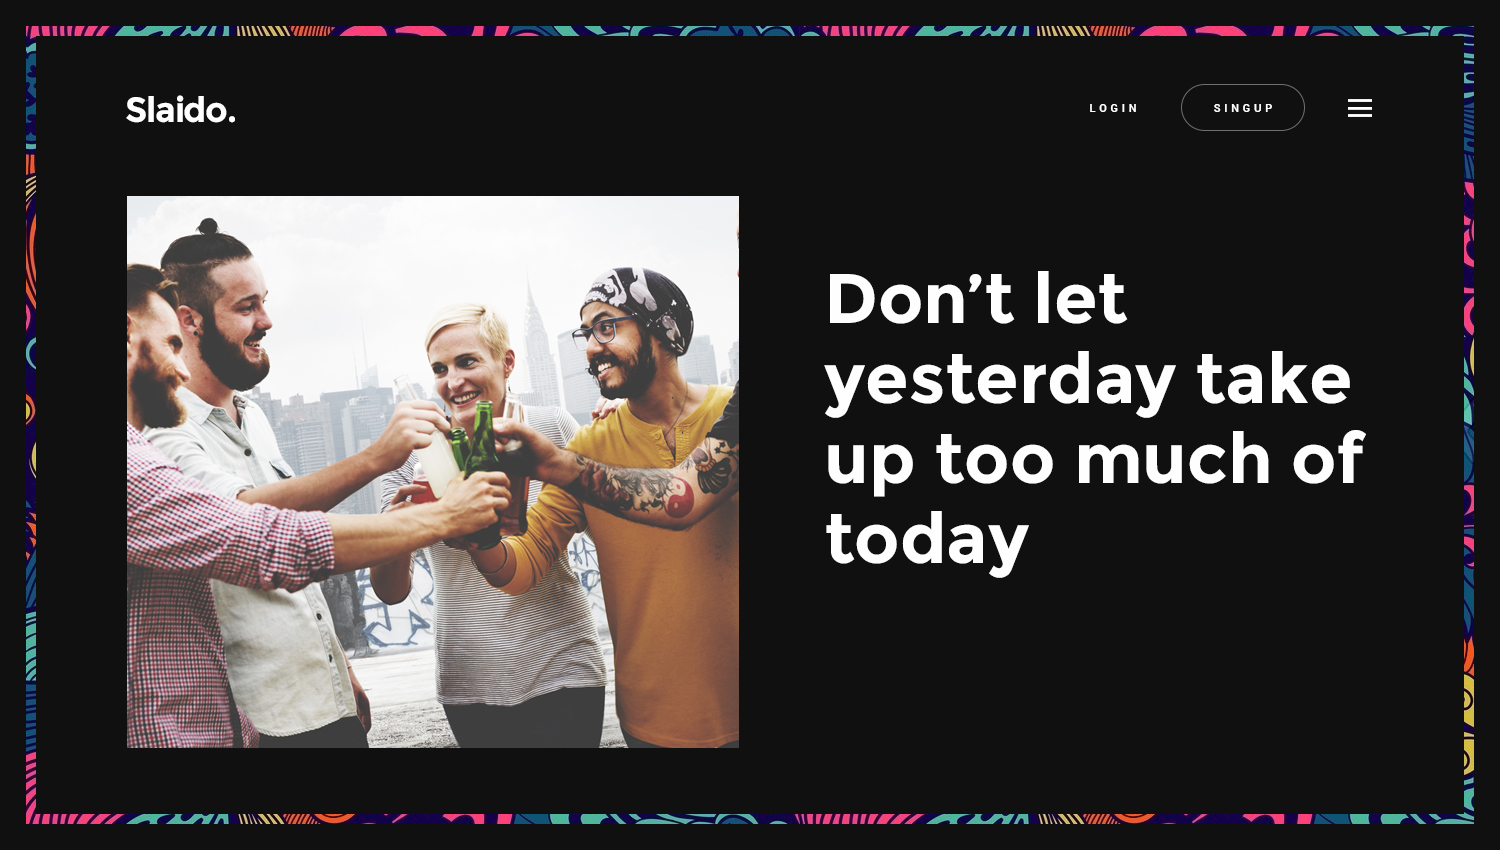 Slaido.
LOGIN
SINGUP
Don’t let
yesterday take
up too much of
today